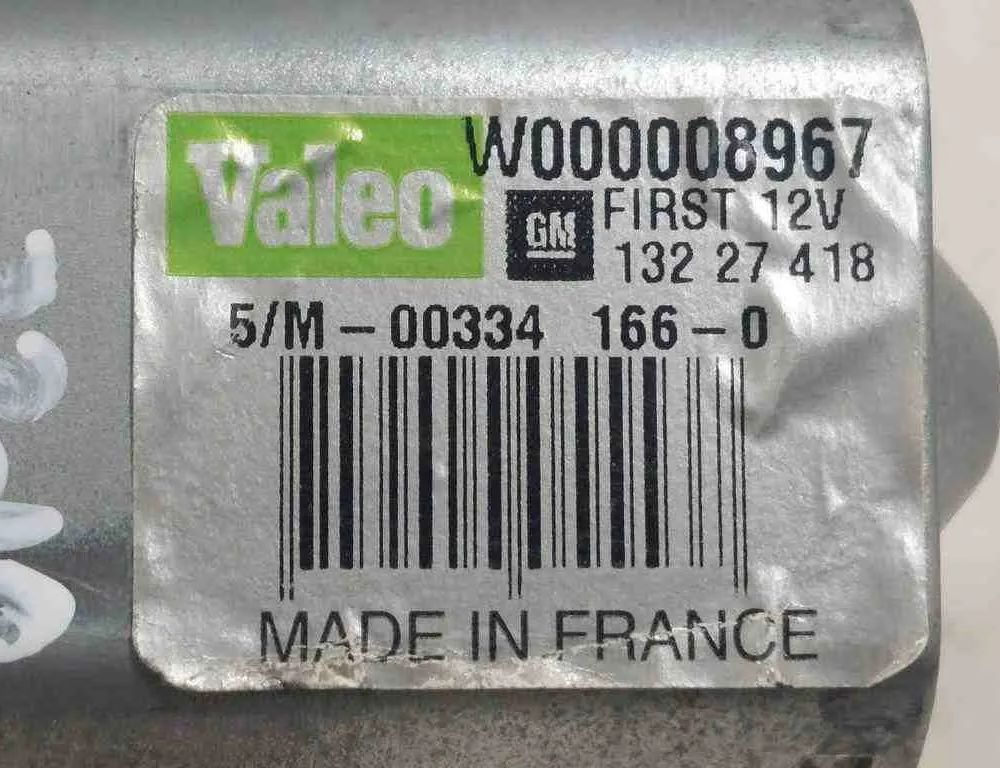 Valeo W000008967
GM FIRST 12V
132 27 418
5/M-00334 166-0
MADE IN FRANCE